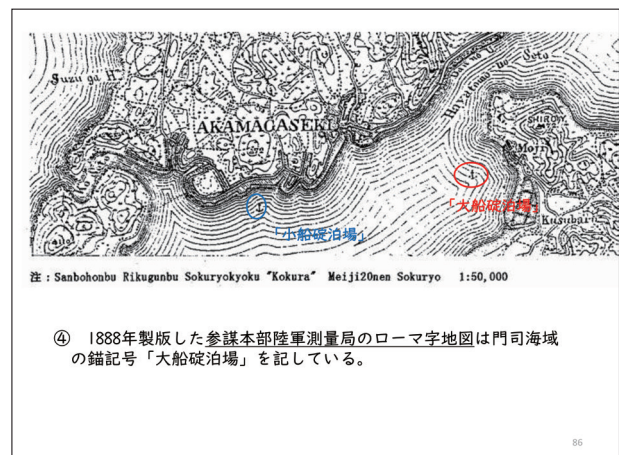 Suzu ga H
Hayatomo no Seto
AKAMAGASEKI
SHIROY
Moji
「大船碇泊場」
Kusubaru
「小船碇泊場」
注：Sanbohonbu Rikugunbu Sokuryokyoku "Kokura" Meiji20nen Sokuryo 1:50,000
④ 1888年製版した参謀本部陸軍測量局のローマ字地図は門司海域
の錨記号「大船碇泊場」を記している。
86